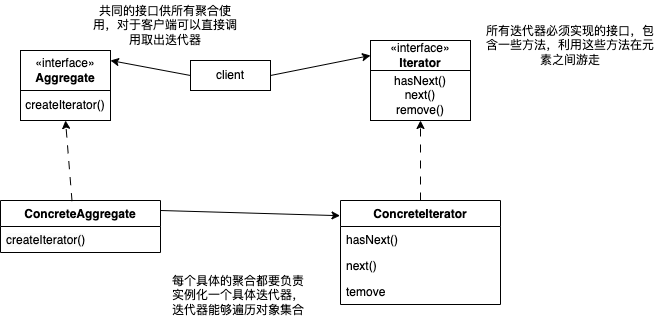 共同的接口供所有聚合使
用，对于客户端可以直接调
用取出迭代器
所有迭代器必须实现的接口，包
含一些方法，利用这些方法在元
素之间游走
«interface»
Aggregate
createIterator()
client
«interface»
Iterator
hasNext()
next()
remove()
ConcreteAggregate
createIterator()
ConcreteIterator
hasNext()
next()
temove
每个具体的聚合都要负责
实例化一个具体迭代器，
迭代器能够遍历对象集合